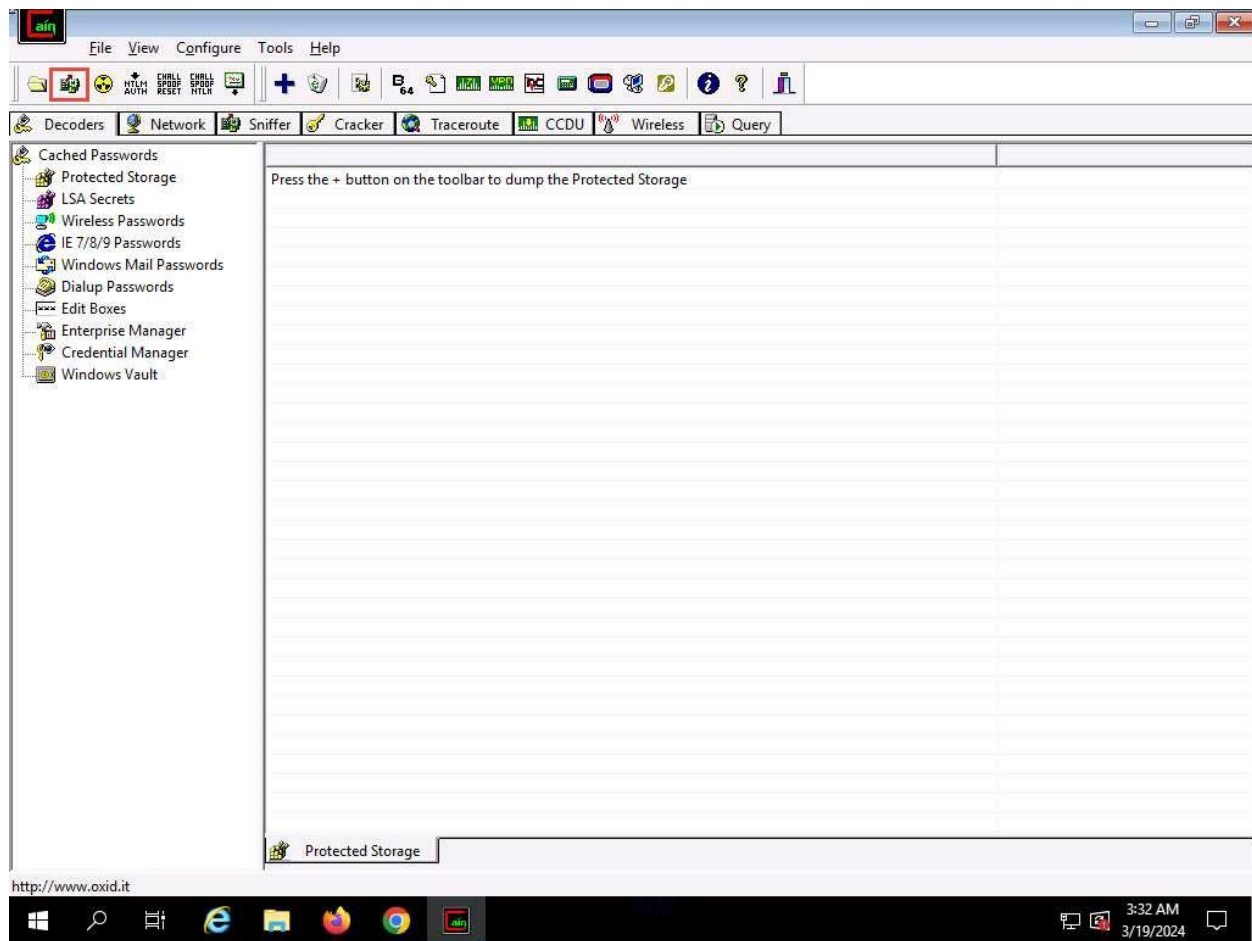 Cain
File View Configure Tools Help
NTLM AUTH CHALL SPOOF RESET CHALL SPOOF NTLM B64
Decoders Network Sniffer Cracker Traceroute CCDU Wireless Query
Cached Passwords
Protected Storage
LSA Secrets
Wireless Passwords
IE 7/8/9 Passwords
Windows Mail Passwords
Dialup Passwords
Edit Boxes
Enterprise Manager
Credential Manager
Windows Vault
Press the + button on the toolbar to dump the Protected Storage
Protected Storage
http://www.oxid.it
3:32 AM
3/19/2024